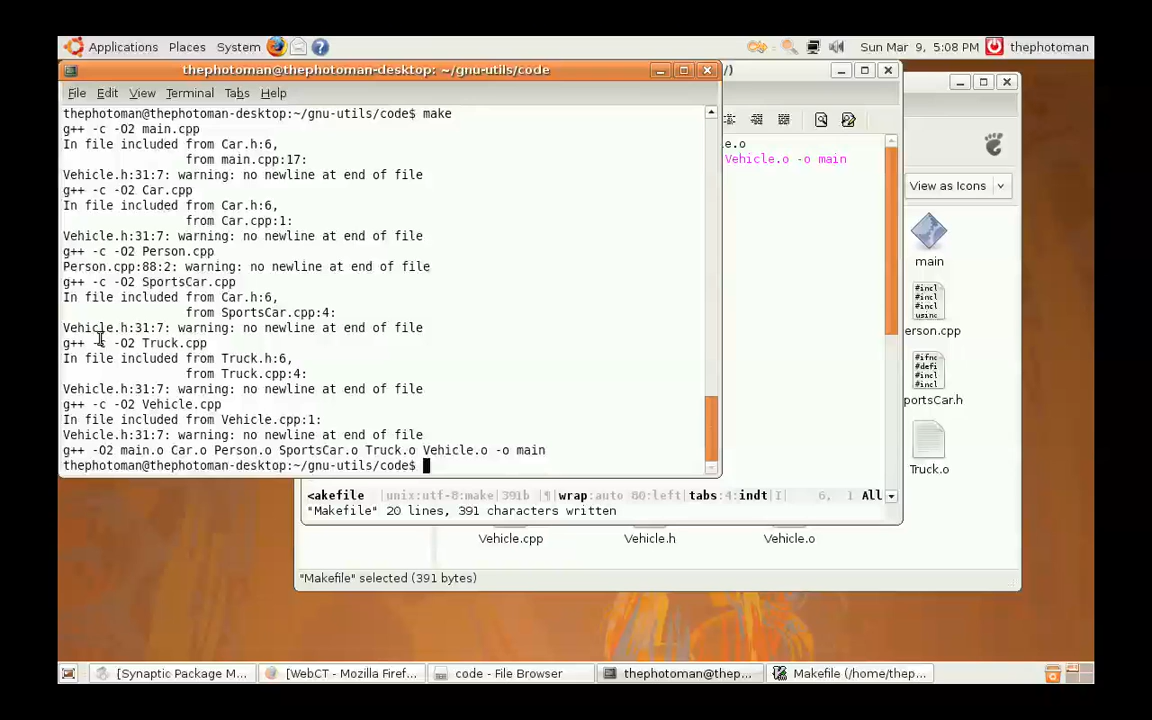 Applications Places System Sun Mar 9, 5:08 PM thephotoman
thephotoman@thephotoman-desktop: ~/gnu-utils/code
/)
File Edit View Terminal Tabs Help
thephotoman@thephotoman-desktop:~/gnu-utils/code$ make
g++ -c -O2 main.cpp
In file included from Car.h:6,
from main.cpp:17:
Vehicle.h:31:7: warning: no newline at end of file
g++ -c -O2 Car.cpp
In file included from Car.h:6,
from Car.cpp:1:
Vehicle.h:31:7: warning: no newline at end of file
g++ -c -O2 Person.cpp
Person.cpp:88:2: warning: no newline at end of file
g++ -c -O2 SportsCar.cpp
In file included from Car.h:6,
from SportsCar.cpp:4:
Vehicle.h:31:7: warning: no newline at end of file
g++ -c -O2 Truck.cpp
In file included from Truck.h:6,
from Truck.cpp:4:
Vehicle.h:31:7: warning: no newline at end of file
g++ -c -O2 Vehicle.cpp
In file included from Vehicle.cpp:1:
Vehicle.h:31:7: warning: no newline at end of file
g++ -O2 main.o Car.o Person.o SportsCar.o Truck.o Vehicle.o -o main
thephotoman@thephotoman-desktop:~/gnu-utils/code$
le.o
Vehicle.o -o main
<akefile |unix:utf-8:make|391b |¶|wrap:auto 80:left|tabs:4:indt|I| 6, 1 All
"Makefile" 20 lines, 391 characters written
View as Icons
main
#incl
#incl
usinc
erson.cpp
#ifn
#defi
#incl
#incl
portsCar.h
Truck.o
Vehicle.cpp Vehicle.h Vehicle.o
"Makefile" selected (391 bytes)
[Synaptic Package M... [WebCT - Mozilla Firef... code - File Browser thephotoman@thep... Makefile (/home/thep...